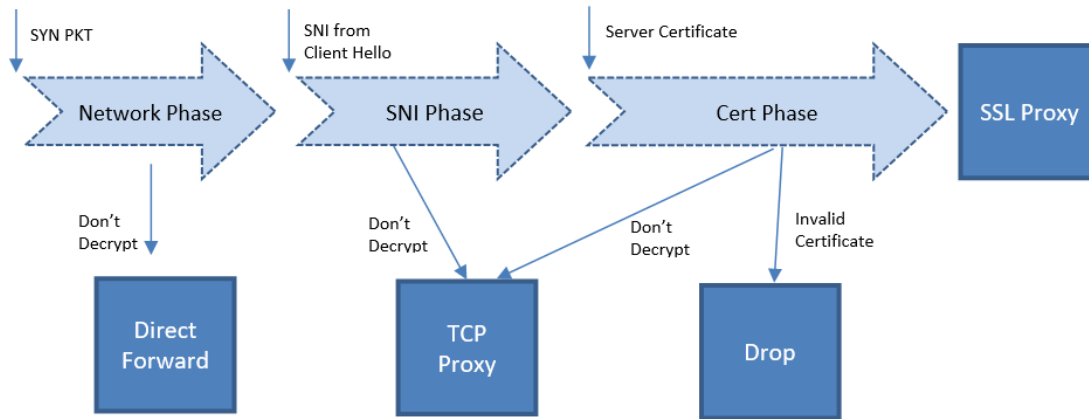 SYN PKT
SNI from
Client Hello
Server Certificate
Network Phase
SNI Phase
Cert Phase
SSL Proxy
Don’t
Decrypt
Don’t
Decrypt
Don’t
Decrypt
Invalid
Certificate
Direct
Forward
TCP
Proxy
Drop